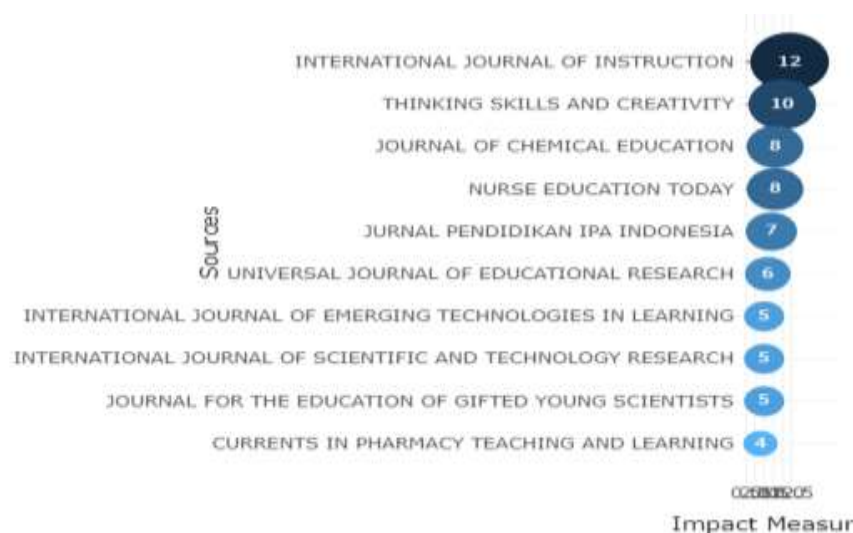 INTERNATIONAL JOURNAL OF INSTRUCTION 12
THINKING SKILLS AND CREATIVITY 10
JOURNAL OF CHEMICAL EDUCATION 8
NURSE EDUCATION TODAY 8
JURNAL PENDIDIKAN IPA INDONESIA 7
Sources
UNIVERSAL JOURNAL OF EDUCATIONAL RESEARCH 6
INTERNATIONAL JOURNAL OF EMERGING TECHNOLOGIES IN LEARNING 5
INTERNATIONAL JOURNAL OF SCIENTIFIC AND TECHNOLOGY RESEARCH 5
JOURNAL FOR THE EDUCATION OF GIFTED YOUNG SCIENTISTS 5
CURRENTS IN PHARMACY TEACHING AND LEARNING 4
Impact Measur